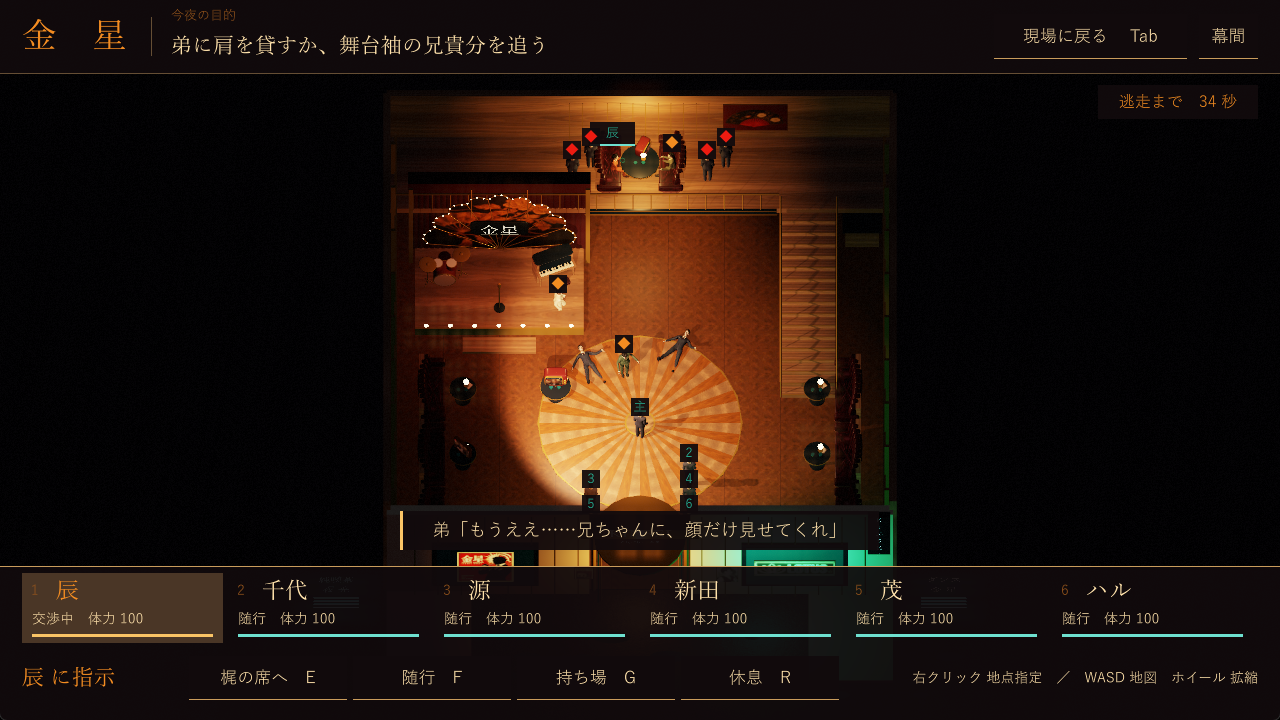 金 星
今夜の目的
弟に肩を貸すか、舞台袖の兄貴分を追う
現場に戻る Tab
幕間
逃走まで 34 秒
辰
金星
主
2
3
4
5
6
弟「もうええ……兄ちゃんに、顔だけ見せてくれ」
金星
1 辰
交渉中 体力 100
2 千代
随行 体力 100
3 源
随行 体力 100
4 新田
随行 体力 100
5 茂
随行 体力 100
6 ハル
随行 体力 100
辰 に指示
梶の席へ E
随行 F
持ち場 G
休息 R
右クリック 地点指定 ／ WASD 地図 ホイール 拡縮